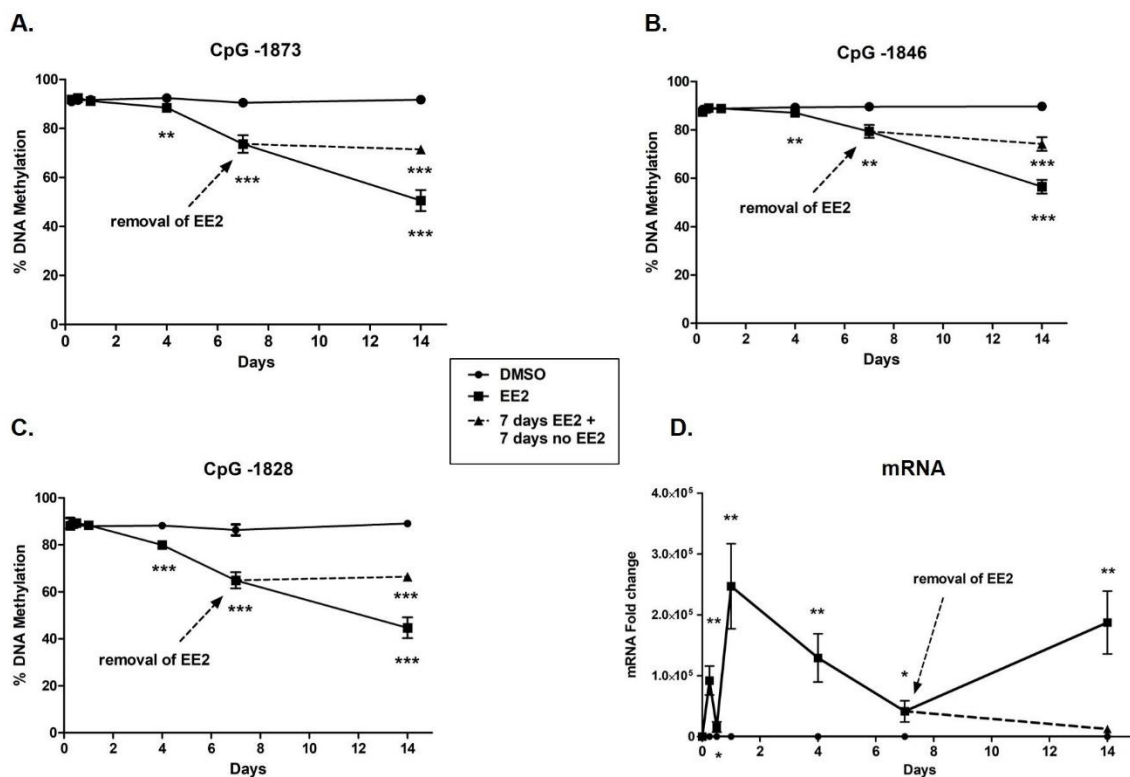 A.
CpG -1873
100
80
60
40
20
0
% DNA Methylation
**
***
***
***
removal of EE2
0 2 4 6 8 10 12 14
Days
B.
CpG -1846
100
80
60
40
20
0
% DNA Methylation
**
**
***
***
removal of EE2
0 2 4 6 8 10 12 14
Days
DMSO
EE2
7 days EE2 +
7 days no EE2
C.
CpG -1828
100
80
60
40
20
0
% DNA Methylation
***
***
***
***
removal of EE2
0 2 4 6 8 10 12 14
Days
D.
mRNA
4.0×10⁵
3.0×10⁵
2.0×10⁵
1.0×10⁵
0
mRNA Fold change
**
*
**
**
*
**
removal of EE2
0 2 4 6 8 10 12 14
Days